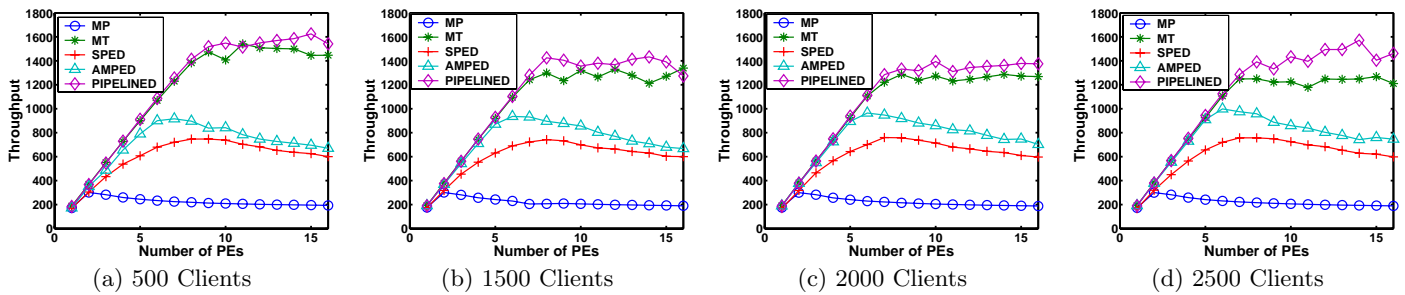 1800
1600
1400
1200
1000
800
600
400
200
0
Throughput
MP
MT
SPED
AMPED
PIPELINED
0 5 10 15
Number of PEs
(a) 500 Clients
1800
1600
1400
1200
1000
800
600
400
200
0
Throughput
MP
MT
SPED
AMPED
PIPELINED
0 5 10 15
Number of PEs
(b) 1500 Clients
1800
1600
1400
1200
1000
800
600
400
200
0
Throughput
MP
MT
SPED
AMPED
PIPELINED
0 5 10 15
Number of PEs
(c) 2000 Clients
1800
1600
1400
1200
1000
800
600
400
200
0
Throughput
MP
MT
SPED
AMPED
PIPELINED
0 5 10 15
Number of PEs
(d) 2500 Clients